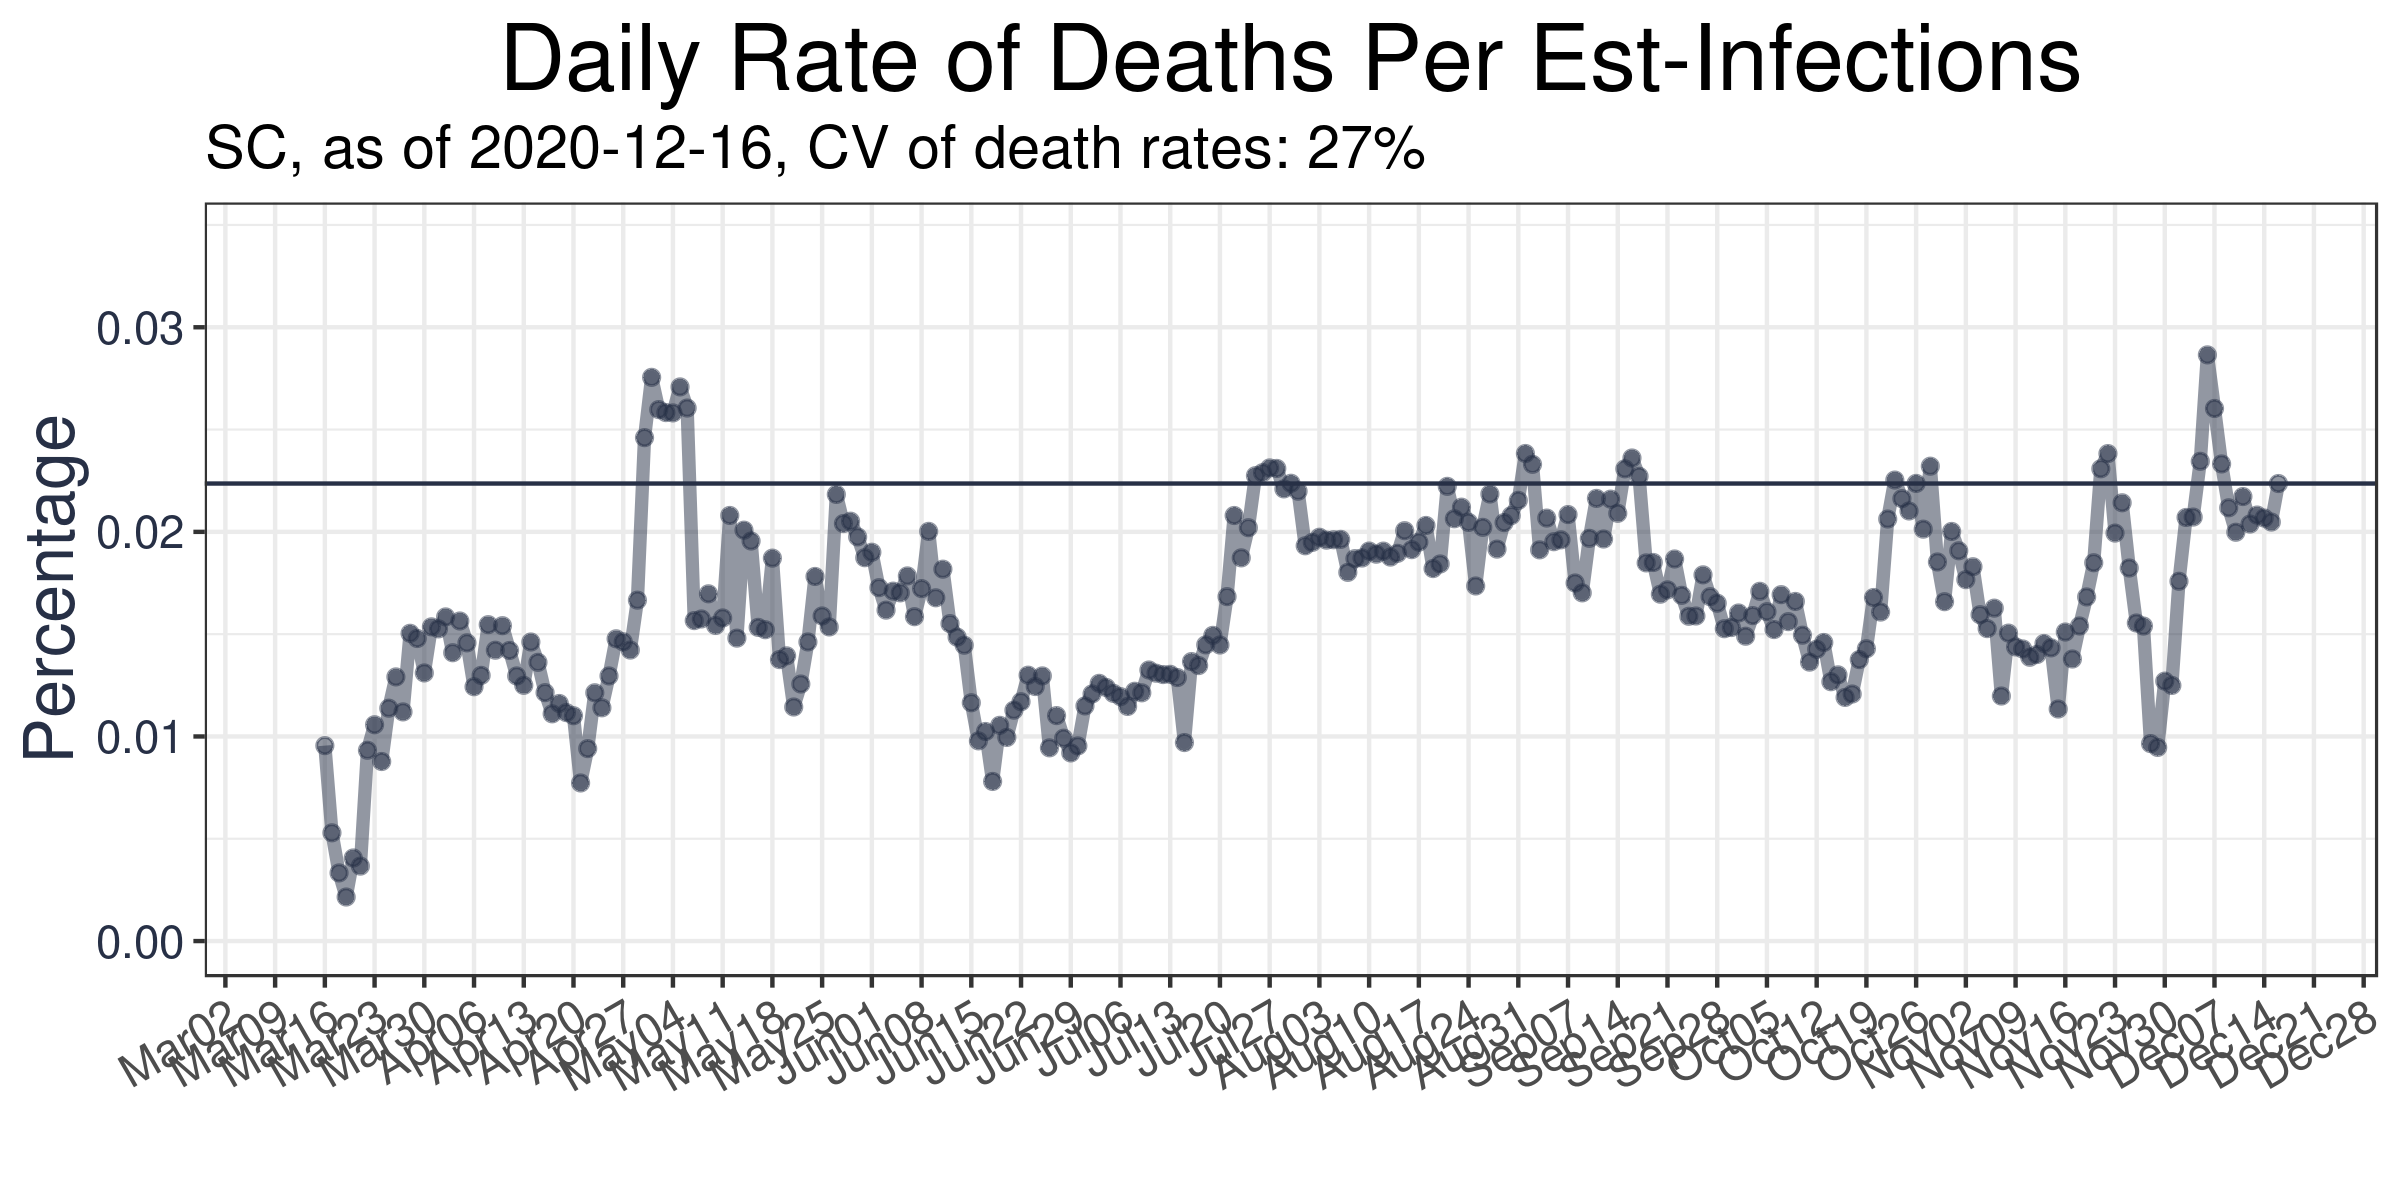 Daily Rate of Deaths Per Est-Infections
SC, as of 2020-12-16, CV of death rates: 27%
Percentage
0.03
0.02
0.01
0.00
Mar02
Mar09
Mar16
Mar23
Mar30
Apr06
Apr13
Apr20
Apr27
May04
May11
May18
May25
Jun01
Jun08
Jun15
Jun22
Jun29
Jul06
Jul13
Jul20
Jul27
Aug03
Aug10
Aug17
Aug24
Aug31
Sep07
Sep14
Sep21
Sep28
Oct05
Oct12
Oct19
Oct26
Nov02
Nov09
Nov16
Nov23
Nov30
Dec07
Dec14
Dec21
Dec28